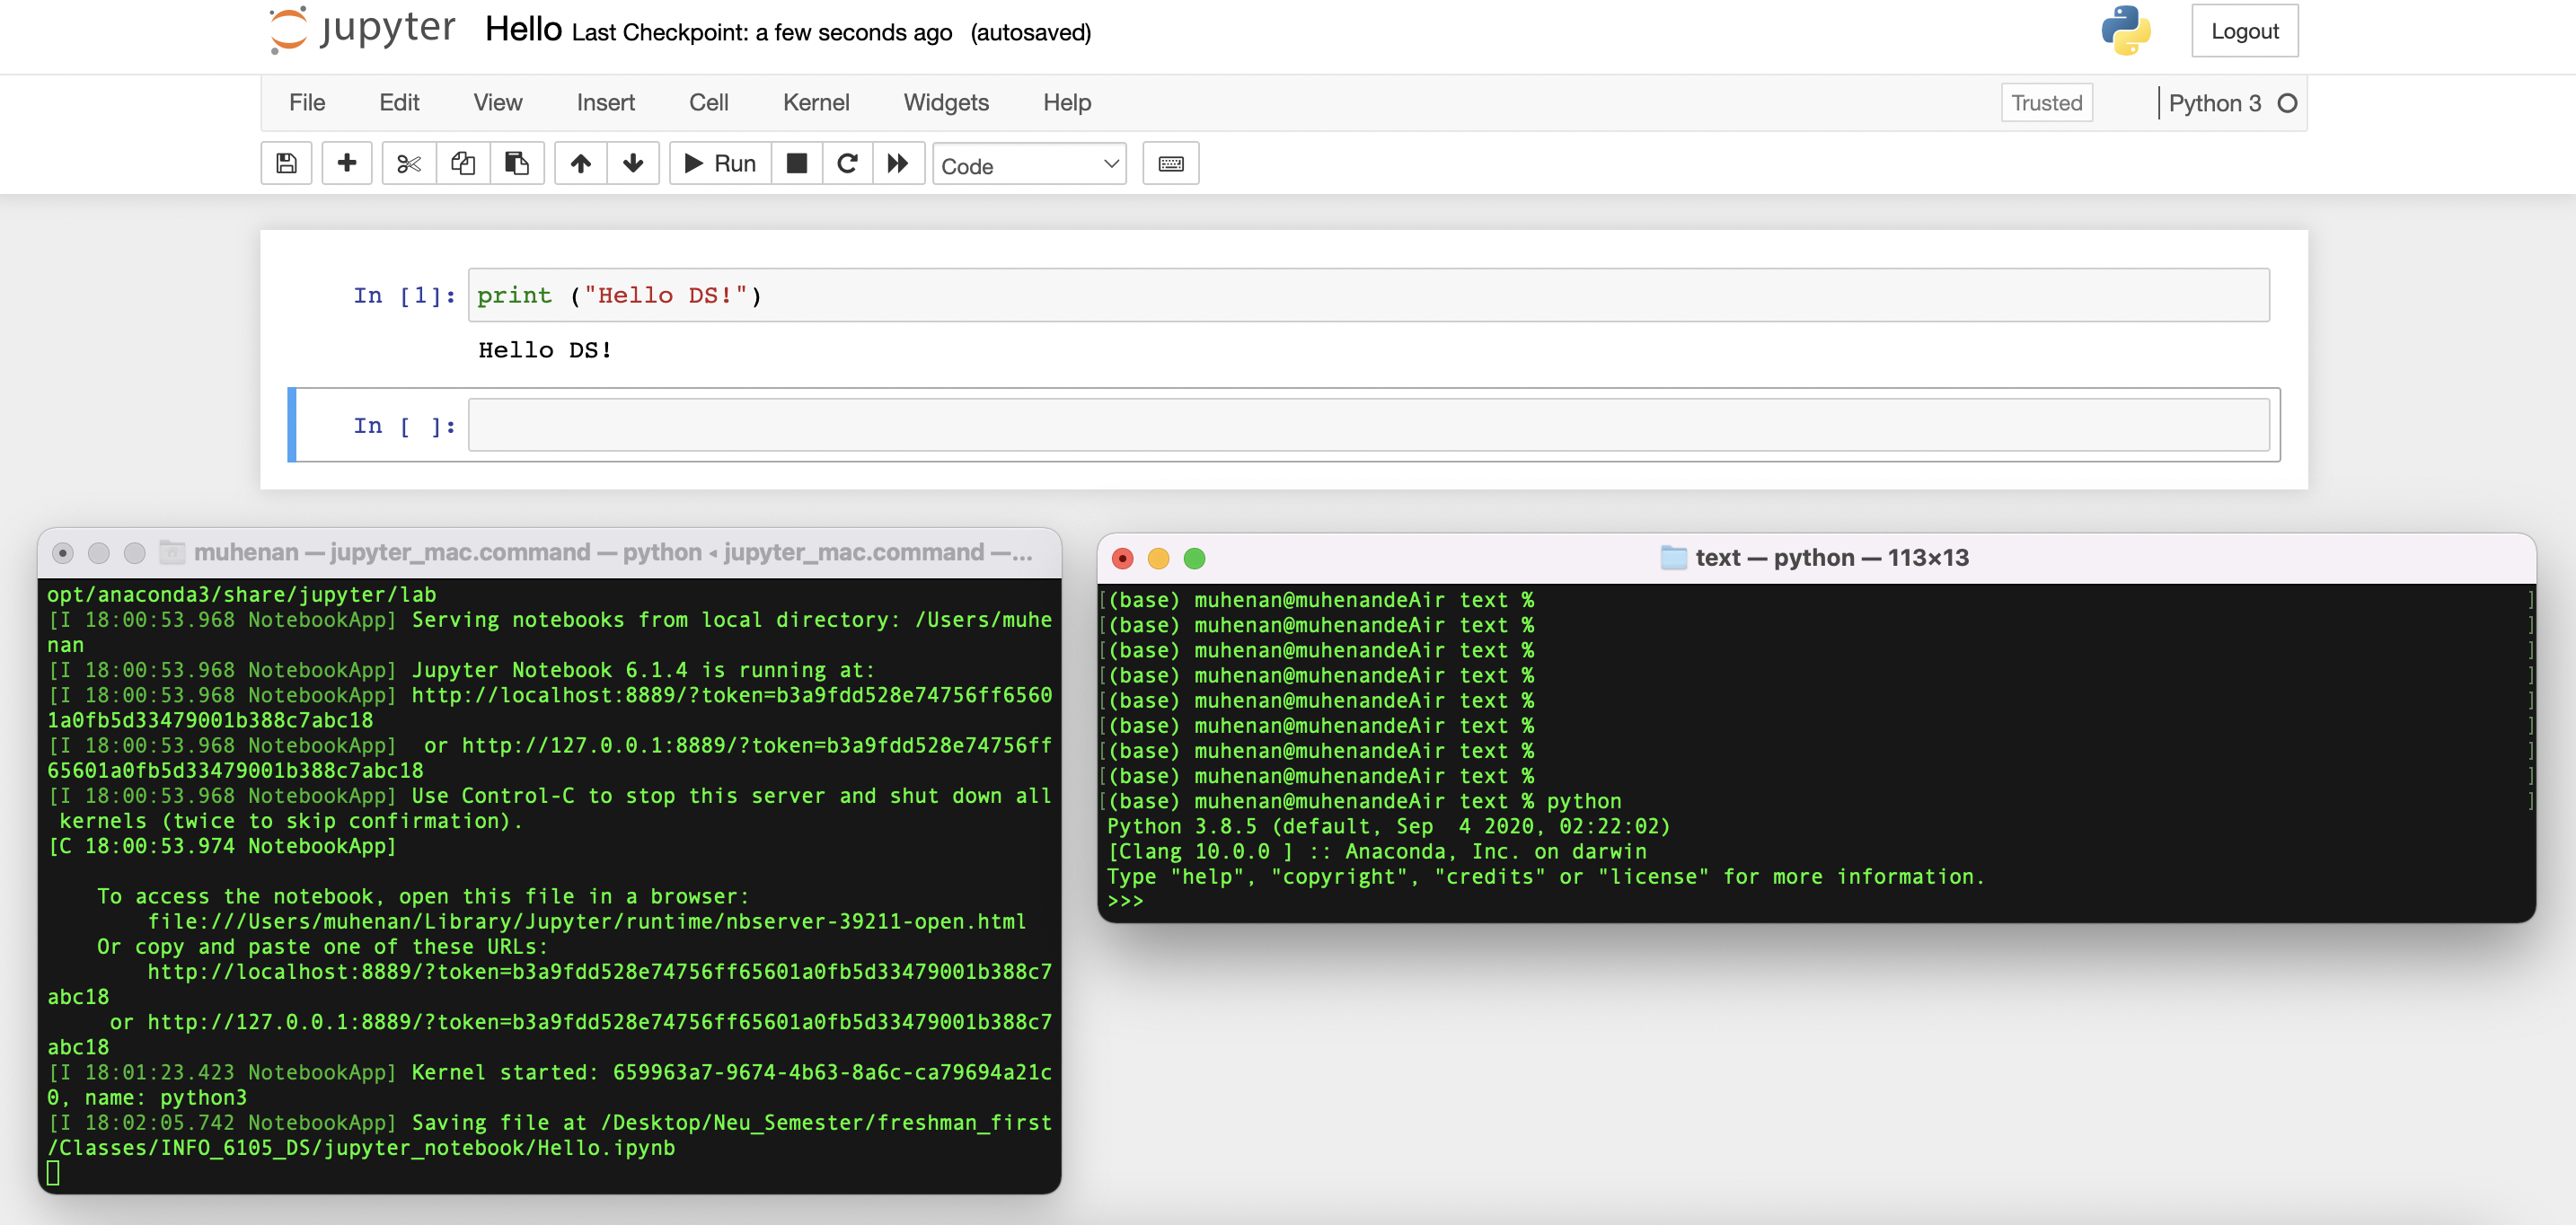 jupyter Hello Last Checkpoint: a few seconds ago (autosaved)
Logout
File Edit View Insert Cell Kernel Widgets Help
Trusted
Python 3
Run
Code
In [1]: print ("Hello DS!")
Hello DS!
In [ ]:
muhenan — jupyter_mac.command — python ◂ jupyter_mac.command —...
opt/anaconda3/share/jupyter/lab
[I 18:00:53.968 NotebookApp] Serving notebooks from local directory: /Users/muhe
nan
[I 18:00:53.968 NotebookApp] Jupyter Notebook 6.1.4 is running at:
[I 18:00:53.968 NotebookApp] http://localhost:8889/?token=b3a9fdd528e74756ff6560
1a0fb5d33479001b388c7abc18
[I 18:00:53.968 NotebookApp]  or http://127.0.0.1:8889/?token=b3a9fdd528e74756ff
65601a0fb5d33479001b388c7abc18
[I 18:00:53.968 NotebookApp] Use Control-C to stop this server and shut down all
 kernels (twice to skip confirmation).
[C 18:00:53.974 NotebookApp]
    To access the notebook, open this file in a browser:
        file:///Users/muhenan/Library/Jupyter/runtime/nbserver-39211-open.html
    Or copy and paste one of these URLs:
        http://localhost:8889/?token=b3a9fdd528e74756ff65601a0fb5d33479001b388c7
abc18
     or http://127.0.0.1:8889/?token=b3a9fdd528e74756ff65601a0fb5d33479001b388c7
abc18
[I 18:01:23.423 NotebookApp] Kernel started: 659963a7-9674-4b63-8a6c-ca79694a21c
0, name: python3
[I 18:02:05.742 NotebookApp] Saving file at /Desktop/Neu_Semester/freshman_first
/Classes/INFO_6105_DS/jupyter_notebook/Hello.ipynb
text — python — 113×13
[(base) muhenan@muhenandeAir text % ]
[(base) muhenan@muhenandeAir text % ]
[(base) muhenan@muhenandeAir text % ]
[(base) muhenan@muhenandeAir text % ]
[(base) muhenan@muhenandeAir text % ]
[(base) muhenan@muhenandeAir text % ]
[(base) muhenan@muhenandeAir text % ]
[(base) muhenan@muhenandeAir text % ]
[(base) muhenan@muhenandeAir text % python ]
Python 3.8.5 (default, Sep  4 2020, 02:22:02)
[Clang 10.0.0 ] :: Anaconda, Inc. on darwin
Type "help", "copyright", "credits" or "license" for more information.
>>>